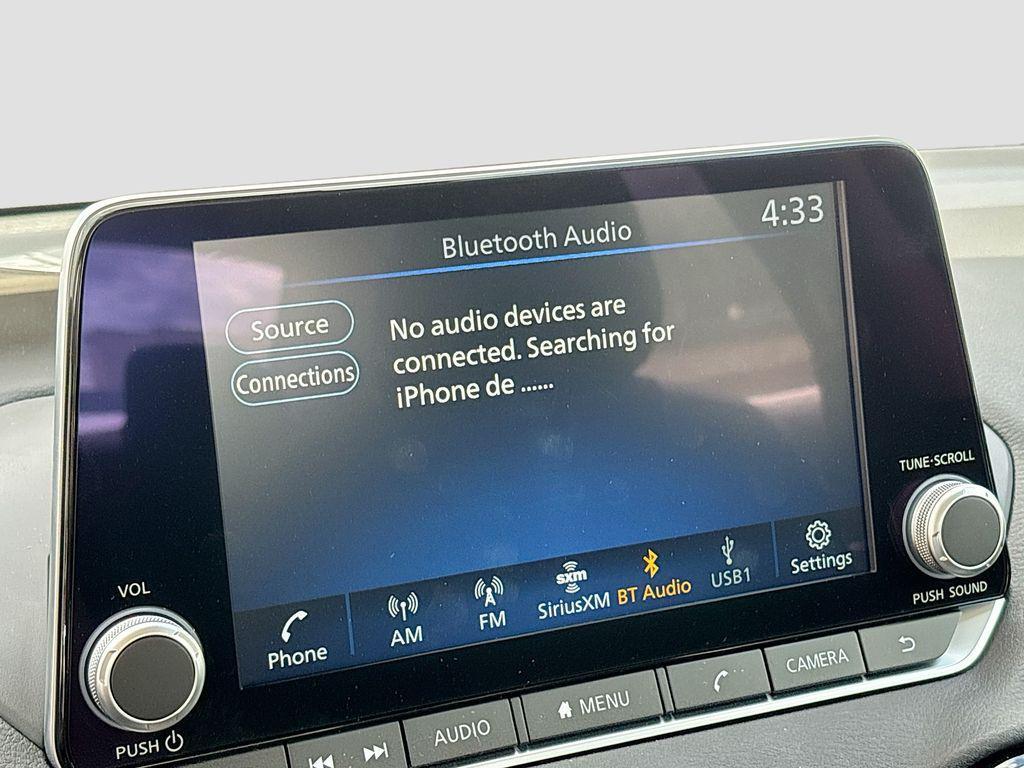 Bluetooth Audio
4:33
Source
Connections
No audio devices are
connected. Searching for
iPhone de ......
Phone
AM
FM
sxm
SiriusXM
BT Audio
USB1
Settings
VOL
PUSH
TUNE·SCROLL
PUSH SOUND
AUDIO
MENU
CAMERA